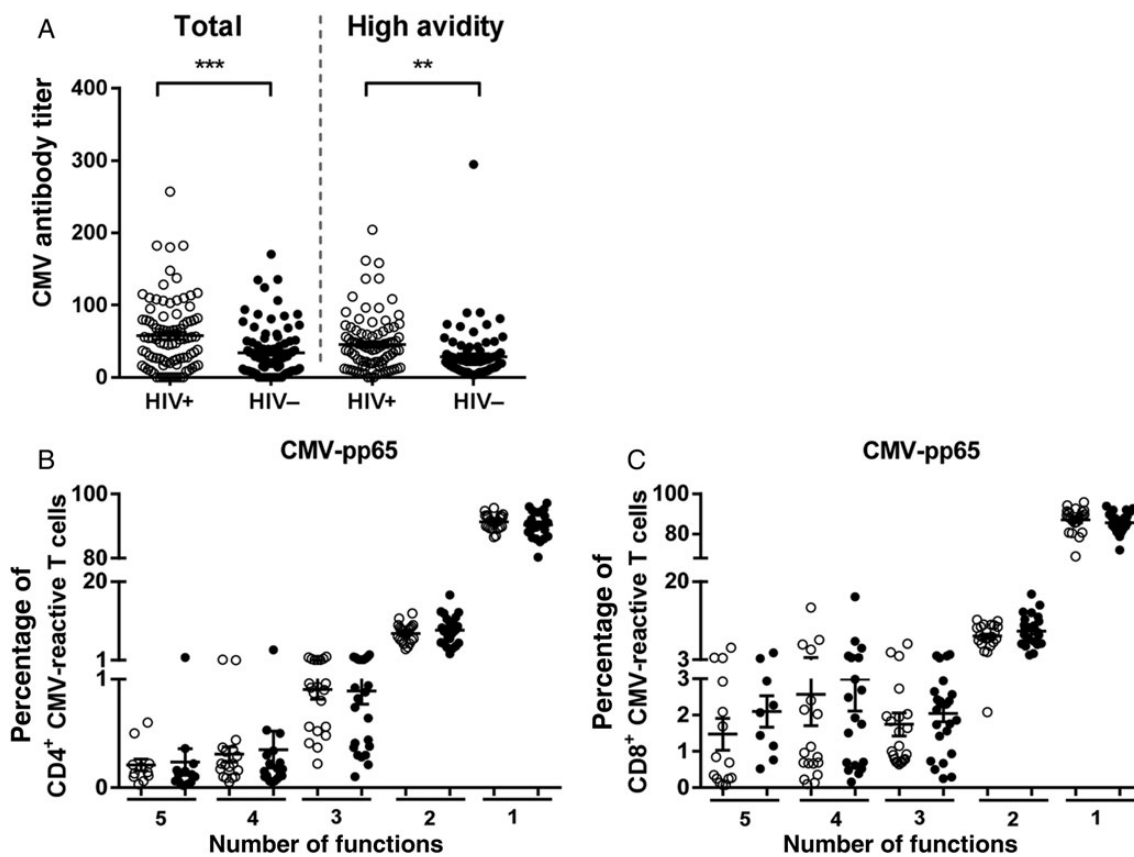 A
Total
High avidity
***
**
CMV antibody titer
400
300
200
100
0
HIV+
HIV–
HIV+
HIV–
B
CMV-pp65
Percentage of
CD4+ CMV-reactive T cells
100
80
20
1
1
0
5
4
3
2
1
Number of functions
C
CMV-pp65
Percentage of
CD8+ CMV-reactive T cells
100
80
20
3
3
2
1
0
5
4
3
2
1
Number of functions